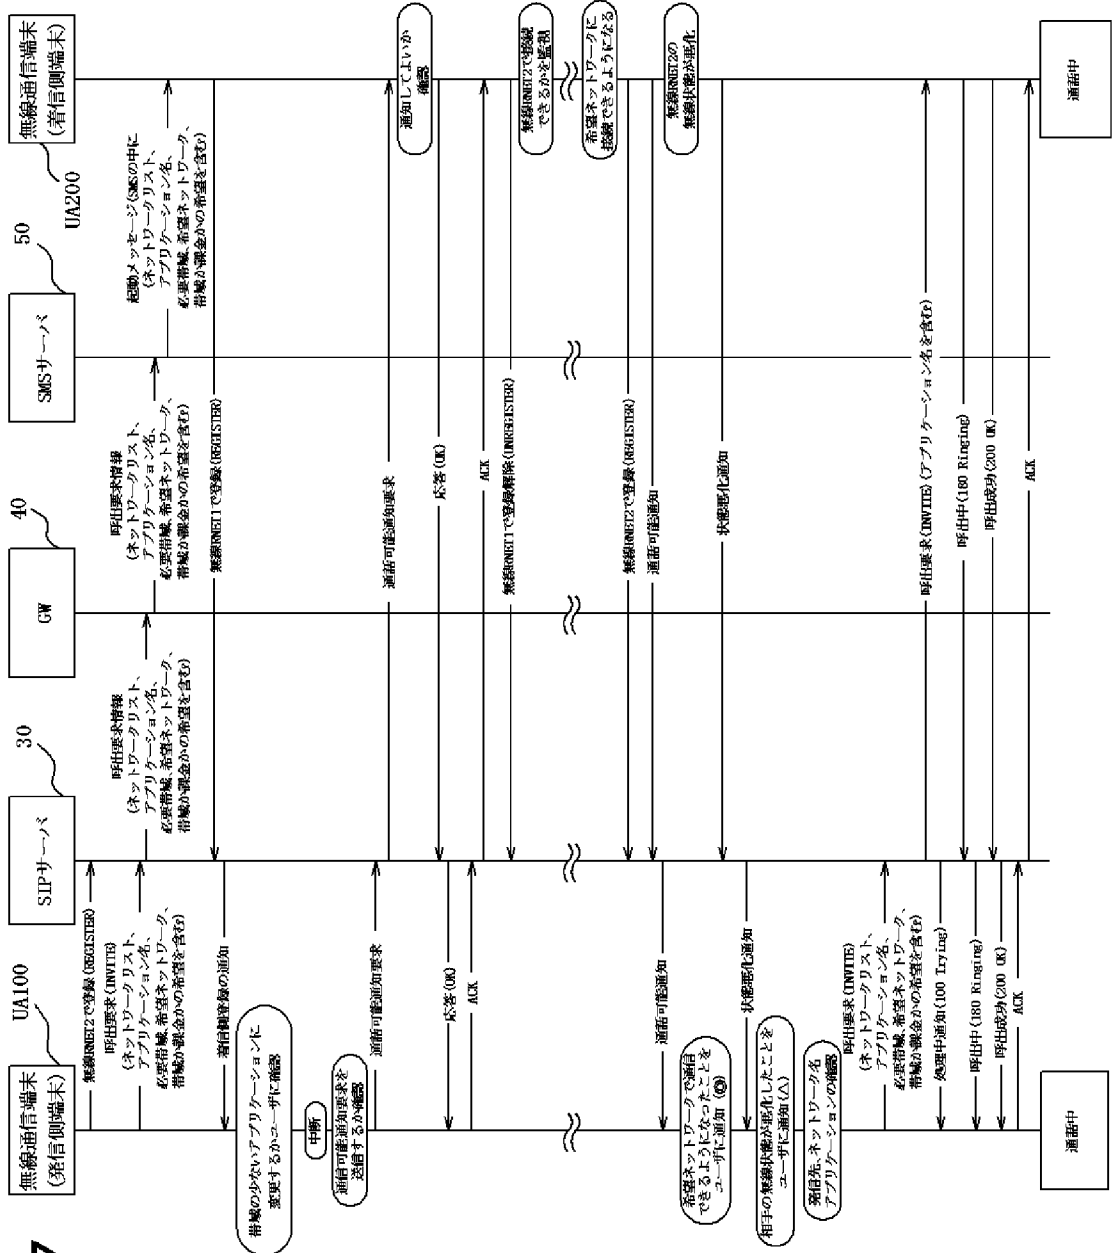 7
無線通信端末
(発信側端末)
UA100
SIPサーバ
30
GW
40
SMSサーバ
50
無線通信端末
(着信側端末)
UA200
無線RNET2で登録(REGISTER)
呼出要求(INVITE)
(ネットワークリスト、
アプリケーション名、
必要帯域、希望ネットワーク、
帯域か課金かの希望を含む)
呼出要求情報
(ネットワークリスト、
アプリケーション名、
必要帯域、希望ネットワーク、
帯域か課金かの希望を含む)
呼出要求情報
(ネットワークリスト、
アプリケーション名、
必要帯域、希望ネットワーク、
帯域か課金かの希望を含む)
起動メッセージ(SMSの中に
(ネットワークリスト、
アプリケーション名、
必要帯域、希望ネットワーク、
帯域か課金かの希望を含む)
無線RNET1で登録(REGISTER)
着信側登録の通知
帯域の少ないアプリケーションに
変更するかユーザに確認
中断
通信可能通知要求を
送信するか確認
通話可能通知要求
通話可能通知要求
通知してよいか
確認
応答(OK)
応答(OK)
ACK
ACK
無線RNET1で登録解除(UNREGISTER)
無線RNET2で接続
できるかを監視
希望ネットワークに
接続できるようになる
無線RNET2で登録(REGISTER)
通話可能通知
通話可能通知
無線RNET2の
無線状態が悪化
希望ネットワークで通信
できるようになったことを
ユーザに通知(◎)
状態悪化通知
状態悪化通知
相手の無線状態が悪化したことを
ユーザに通知(△)
発信先、ネットワーク名
アプリケーションの確認
呼出要求(INVITE)
(ネットワークリスト、
アプリケーション名、
必要帯域、希望ネットワーク、
帯域か課金かの希望を含む)
呼出要求(INVITE)(アプリケーション名を含む)
処理中通知(100 Trying)
呼出中(180 Ringing)
呼出中(180 Ringing)
呼出成功(200 OK)
呼出成功(200 OK)
ACK
ACK
通話中
通話中